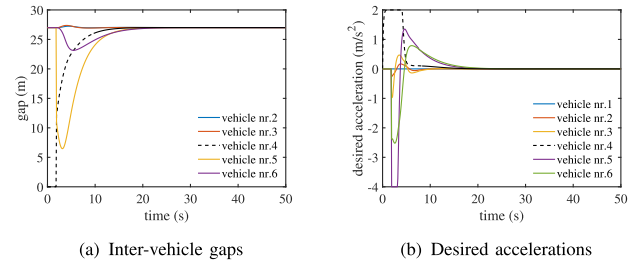 30
25
20
15
10
5
0
gap (m)
vehicle nr.2
vehicle nr.3
vehicle nr.4
vehicle nr.5
vehicle nr.6
0 10 20 30 40 50
time (s)
(a) Inter-vehicle gaps
2
1
0
-1
-2
-3
-4
desired acceleration (m/s²)
vehicle nr.1
vehicle nr.2
vehicle nr.3
vehicle nr.4
vehicle nr.5
vehicle nr.6
0 10 20 30 40 50
time (s)
(b) Desired accelerations